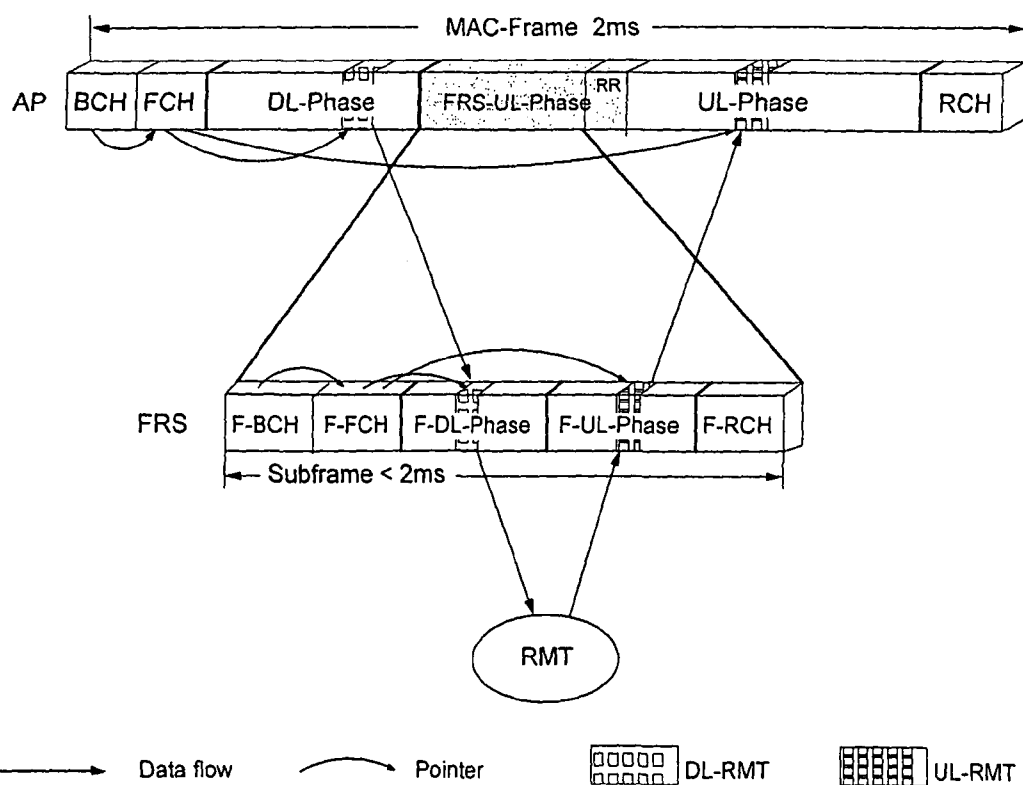 MAC-Frame 2ms
AP BCH FCH DL-Phase FRS-UL-Phase RR UL-Phase RCH
FRS F-BCH F-FCH F-DL-Phase F-UL-Phase F-RCH
Subframe < 2ms
RMT
Data flow Pointer DL-RMT UL-RMT